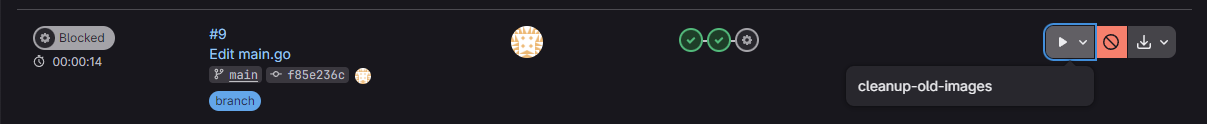 Blocked
00:00:14
#9
Edit main.go
main f85e236c
branch
cleanup-old-images